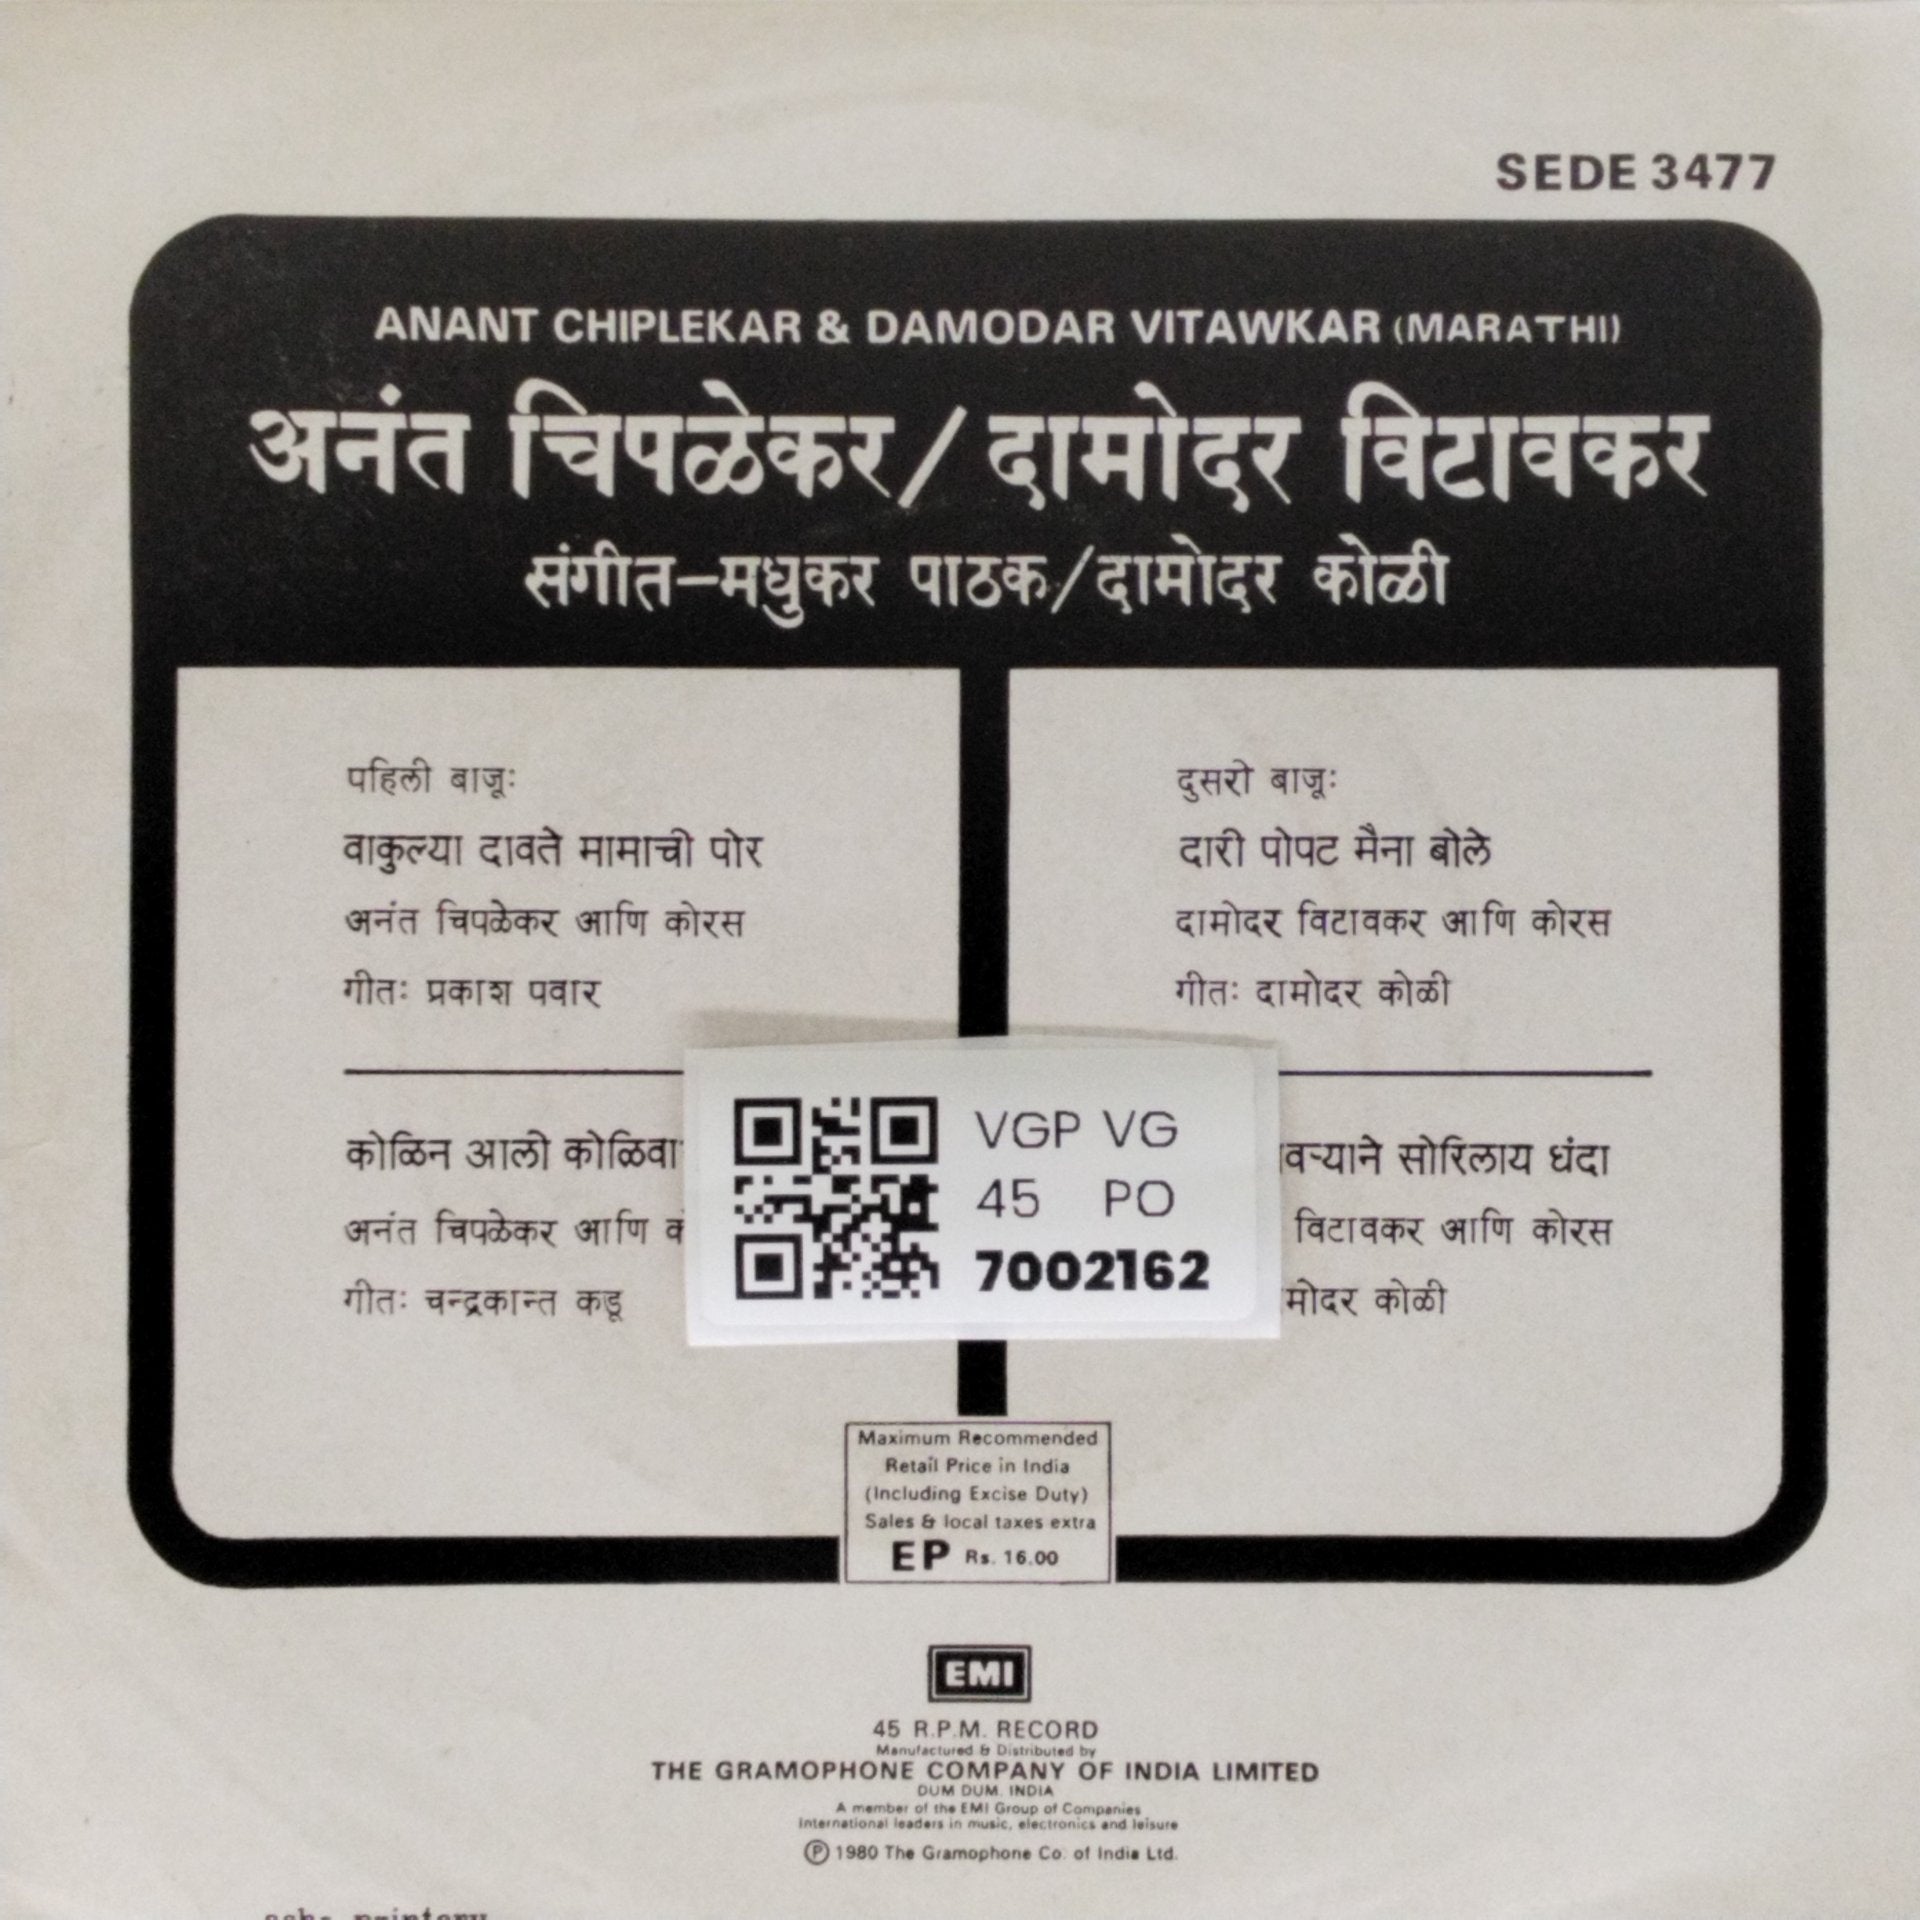 SEDE 3477
ANANT CHIPLEKAR & DAMODAR VITAWKAR (MARATHI)
अनंत चिपळेकर/दामोदर विटावकर
संगीत–मधुकर पाठक/दामोदर कोळी
पहिली बाजूः
वाकुल्या दावते मामाची पोर
अनंत चिपळेकर आणि कोरस
गीतः प्रकाश पवार
कोळिन आली
अनंत चिपळेकर आणि
गीतः चन्द्रकान्त कडू
दुसरी बाजूः
दारी पोपट मैना बोले
दामोदर विटावकर आणि कोरस
गीतः दामोदर कोळी
सोरिलाय धंदा
विटावकर आणि कोरस
कोळी
VGP VG
45 PO
7002162
Maximum Recommended
Retail Price in India
(Including Excise Duty)
Sales & local taxes extra
EP Rs. 16.00
EMI
45 R.P.M. RECORD
Manufactured & Distributed by
THE GRAMOPHONE COMPANY OF INDIA LIMITED
DUM DUM. INDIA
A member of the EMI Group of Companies
International leaders in music, electronics and leisure
Ⓟ 1980 The Gramophone Co. of India Ltd.